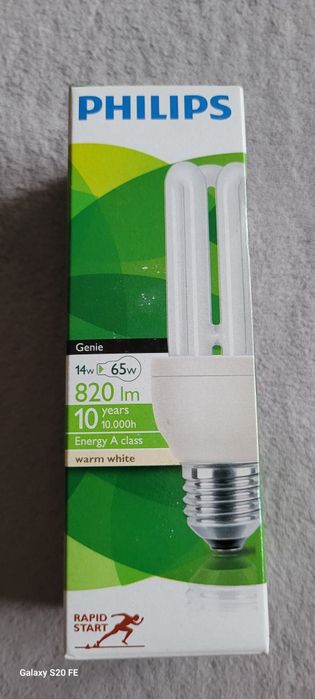 PHILIPS
Genie
14w 65w
820 lm
10 years
10.000h
Energy A class
warm white
RAPID
START
Galaxy S20 FE